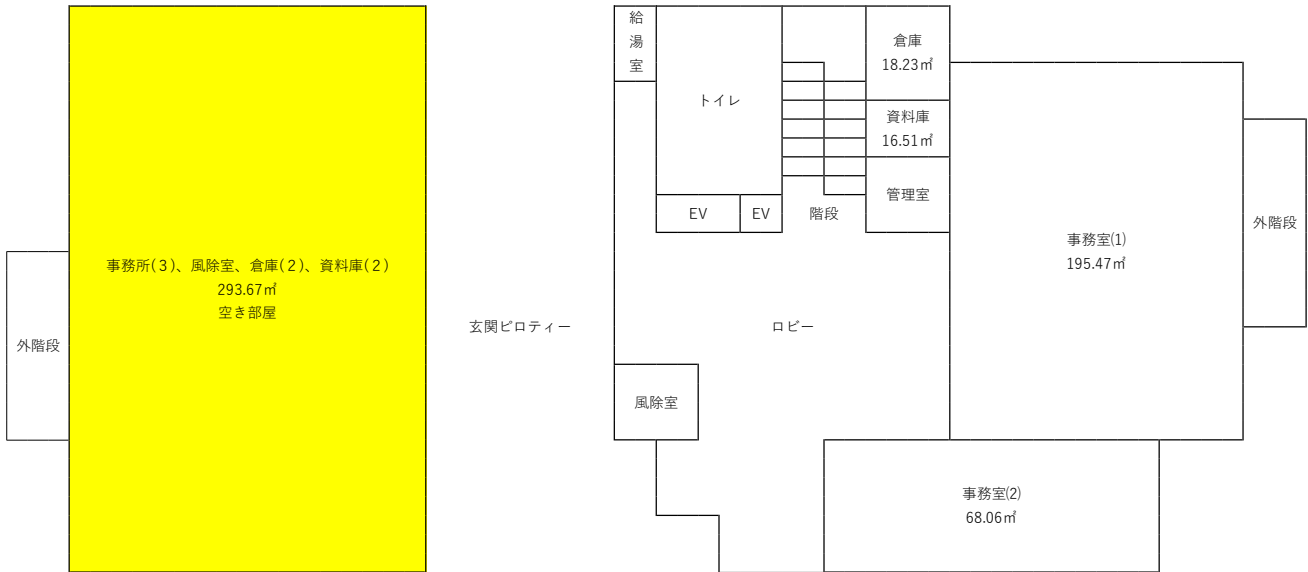 給
湯
室
トイレ
倉庫
18.23㎡
資料庫
16.51㎡
管理室
EV
EV
階段
事務室⑴
195.47㎡
外階段
事務所(３)、風除室、倉庫(２)、資料庫(２)
293.67㎡
空き部屋
外階段
玄関ピロティー
ロビー
風除室
事務室⑵
68.06㎡